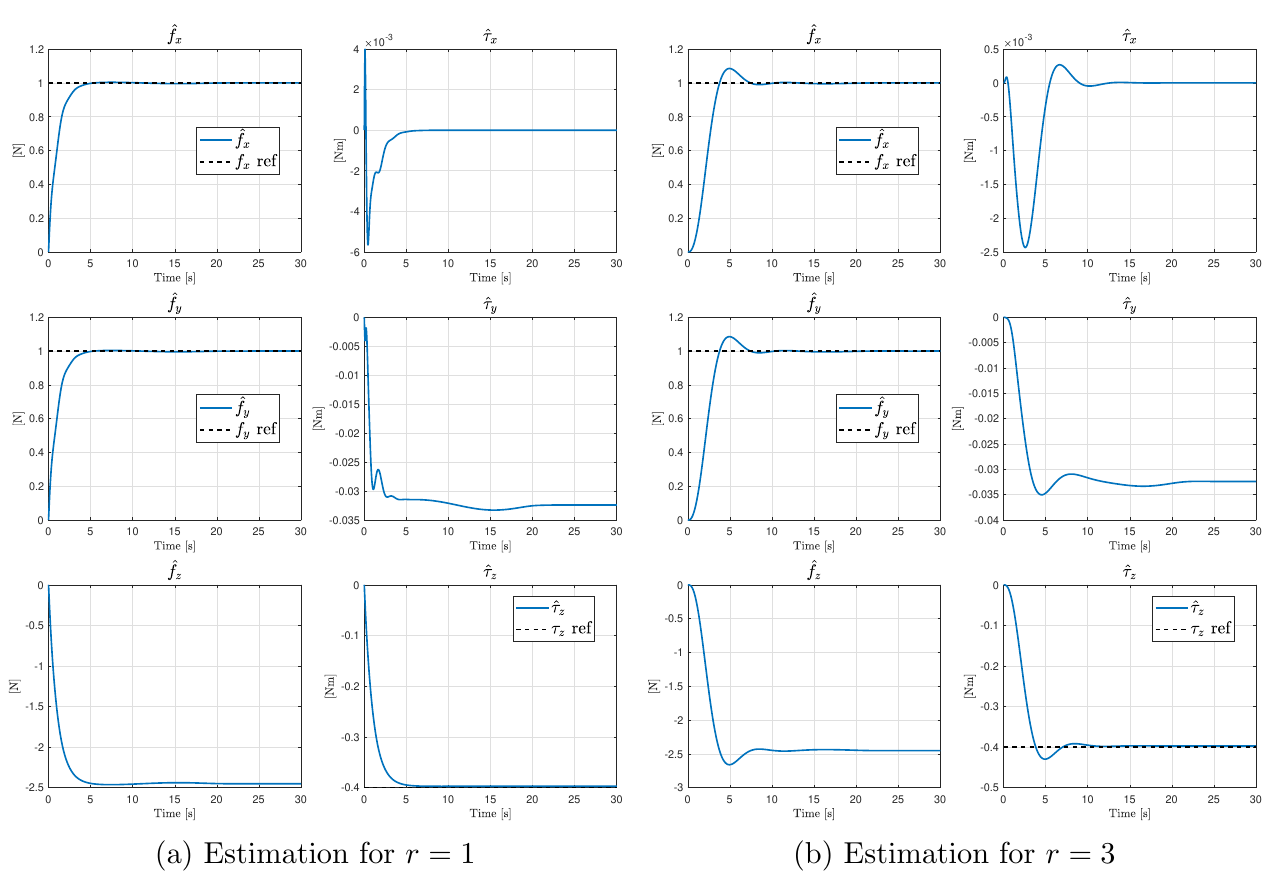 f̂ₓ
1.2
1
0.8
0.6
0.4
0.2
0
[N]
0 5 10 15 20 25 30
Time [s]
f̂ₓ
fₓ ref
τ̂ₓ
×10⁻³
4
2
0
-2
-4
-6
[Nm]
0 5 10 15 20 25 30
f̂ₓ
1.2
1
0.8
0.6
0.4
0.2
0
[N]
0 5 10 15 20 25 30
Time [s]
f̂ₓ
fₓ ref
τ̂ₓ
×10⁻³
0.5
0
-0.5
-1
-1.5
-2
-2.5
[Nm]
0 5 10 15 20 25 30
Time [s]
f̂_y
1.2
1
0.8
0.6
0.4
0.2
0
[N]
0 5 10 15 20 25 30
Time [s]
f̂_y
f_y ref
τ̂_y
0
-0.005
-0.01
-0.015
-0.02
-0.025
-0.03
-0.035
[Nm]
0 5 10 15 20 25 30
Time [s]
f̂_y
1.2
1
0.8
0.6
0.4
0.2
0
[N]
0 5 10 15 20 25 30
Time [s]
f̂_y
f_y ref
τ̂_y
0
-0.005
-0.01
-0.015
-0.02
-0.025
-0.03
-0.035
-0.04
[Nm]
0 5 10 15 20 25 30
Time [s]
f̂_z
0
-0.5
-1
-1.5
-2
-2.5
[N]
0 5 10 15 20 25 30
Time [s]
τ̂_z
0
-0.1
-0.2
-0.3
-0.4
[Nm]
0 5 10 15 20 25 30
Time [s]
τ̂_z
τ_z ref
f̂_z
0
-0.5
-1
-1.5
-2
-2.5
-3
[N]
0 5 10 15 20 25 30
Time [s]
τ̂_z
0
-0.1
-0.2
-0.3
-0.4
-0.5
[Nm]
0 5 10 15 20 25 30
Time [s]
τ̂_z
τ_z ref
(a) Estimation for r = 1
(b) Estimation for r = 3